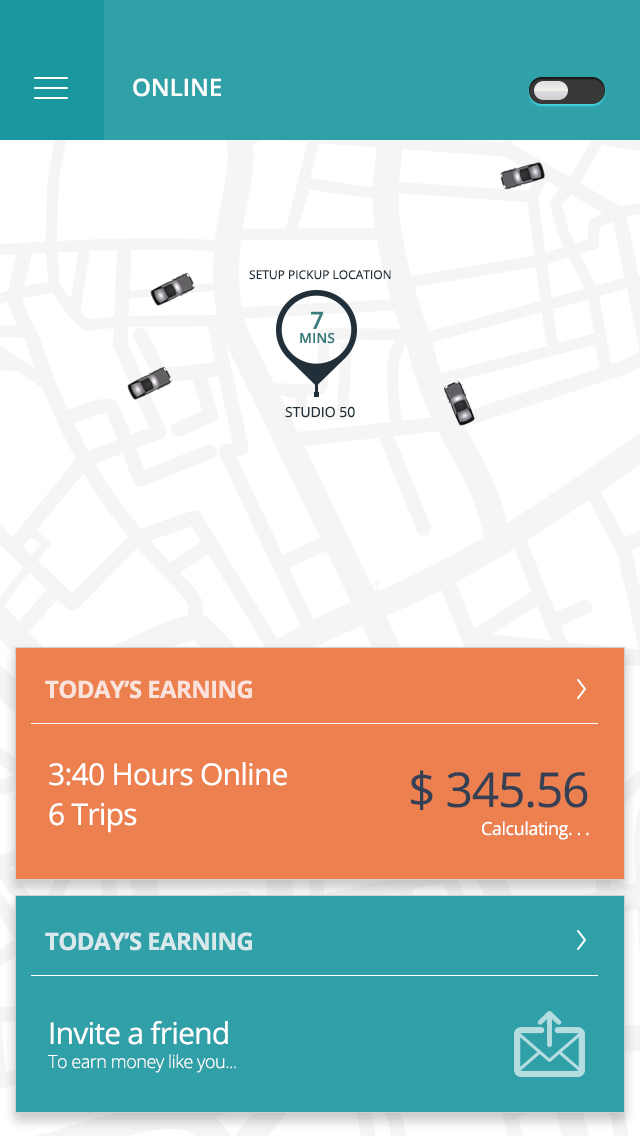 ONLINE
SETUP PICKUP LOCATION
7
MINS
STUDIO 50
TODAY'S EARNING
3:40 Hours Online
6 Trips
$ 345.56
Calculating. . .
TODAY'S EARNING
Invite a friend
To earn money like you...